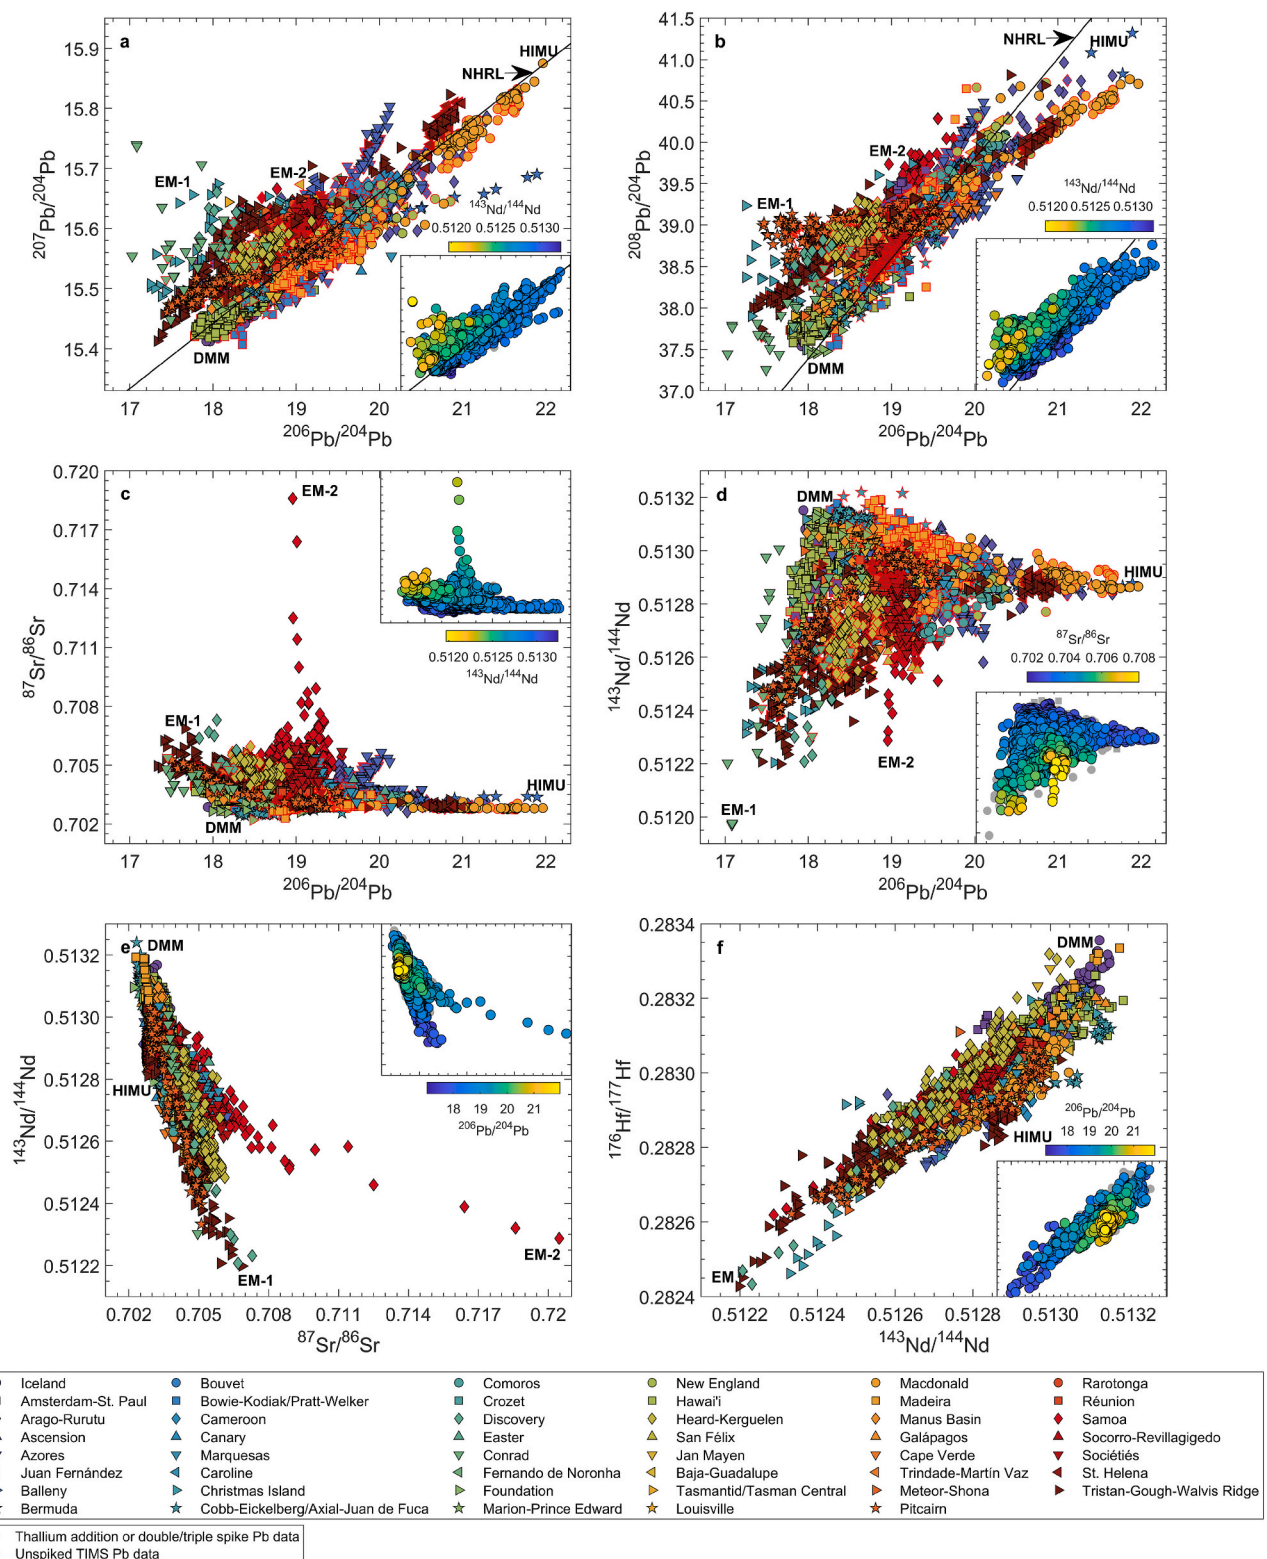 a
15.9
15.8
15.7
15.6
15.5
15.4
207Pb/204Pb
HIMU
NHRL
EM-1
EM-2
DMM
143Nd/144Nd
0.5120 0.5125 0.5130
17 18 19 20 21 22
206Pb/204Pb
b
41.5
41.0
40.5
40.0
39.5
39.0
38.5
38.0
37.5
37.0
208Pb/204Pb
NHRL
HIMU
EM-2
EM-1
DMM
143Nd/144Nd
0.5120 0.5125 0.5130
17 18 19 20 21 22
206Pb/204Pb
c
0.720
0.717
0.714
0.711
0.708
0.705
0.702
87Sr/86Sr
EM-2
EM-1
DMM
HIMU
0.5120 0.5125 0.5130
143Nd/144Nd
17 18 19 20 21 22
206Pb/204Pb
d
0.5132
0.5130
0.5128
0.5126
0.5124
0.5122
0.5120
143Nd/144Nd
DMM
HIMU
EM-2
EM-1
87Sr/86Sr
0.702 0.704 0.706 0.708
17 18 19 20 21 22
206Pb/204Pb
e
0.5132
0.5130
0.5128
0.5126
0.5124
0.5122
143Nd/144Nd
DMM
HIMU
EM-1
EM-2
18 19 20 21
206Pb/204Pb
0.702 0.705 0.708 0.711 0.714 0.717 0.72
87Sr/86Sr
f
0.2834
0.2832
0.2830
0.2828
0.2826
0.2824
176Hf/177Hf
DMM
HIMU
EM
206Pb/204Pb
18 19 20 21
0.5122 0.5124 0.5126 0.5128 0.5130 0.5132
143Nd/144Nd
Iceland Bouvet Comoros New England Macdonald Rarotonga
Amsterdam-St. Paul Bowie-Kodiak/Pratt-Welker Crozet Hawai'i Madeira Réunion
Arago-Rurutu Cameroon Discovery Heard-Kerguelen Manus Basin Samoa
Ascension Canary Easter San Félix Galápagos Socorro-Revillagigedo
Azores Marquesas Conrad Jan Mayen Cape Verde Sociétiés
Juan Fernández Caroline Fernando de Noronha Baja-Guadalupe Trindade-Martín Vaz St. Helena
Balleny Christmas Island Foundation Tasmantid/Tasman Central Meteor-Shona Tristan-Gough-Walvis Ridge
Bermuda Cobb-Eickelberg/Axial-Juan de Fuca Marion-Prince Edward Louisville Pitcairn
Thallium addition or double/triple spike Pb data
Unspiked TIMS Pb data